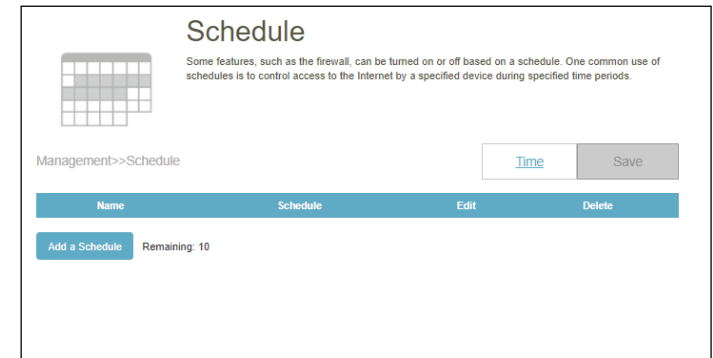 Schedule
Some features, such as the firewall, can be turned on or off based on a schedule. One common use of
schedules is to control access to the Internet by a specified device during specified time periods.
Management>>Schedule
Time
Save
Name Schedule Edit Delete
Add a Schedule Remaining: 10